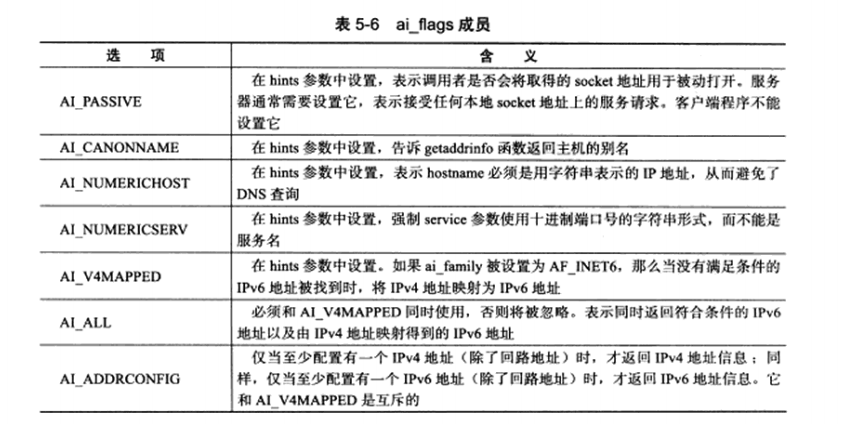 表 5-6 ai_flags 成员
选 项 含 义
AI_PASSIVE
在 hints 参数中设置，表示调用者是否会将取得的 socket 地址用于被动打开。服务
器通常需要设置它，表示接受任何本地 socket 地址上的服务请求。客户端程序不能
设置它
AI_CANONNAME
在 hints 参数中设置，告诉 getaddrinfo 函数返回主机的别名
AI_NUMERICHOST
在 hints 参数中设置，表示 hostname 必须是用字符串表示的 IP 地址，从而避免了
DNS 查询
AI_NUMERICSERV
在 hints 参数中设置，强制 service 参数使用十进制端口号的字符串形式，而不能是
服务名
AI_V4MAPPED
在 hints 参数中设置。如果 ai_family 被设置为 AF_INET6，那么当没有满足条件的
IPv6 地址被找到时，将 IPv4 地址映射为 IPv6 地址
AI_ALL
必须和 AI_V4MAPPED 同时使用，否则将被忽略。表示同时返回符合条件的 IPv6
地址以及由 IPv4 地址映射得到的 IPv6 地址
AI_ADDRCONFIG
仅当至少配置有一个 IPv4 地址（除了回路地址）时，才返回 IPv4 地址信息；同
样，仅当至少配置有一个 IPv6 地址（除了回路地址）时，才返回 IPv6 地址信息。它
和 AI_V4MAPPED 是互斥的